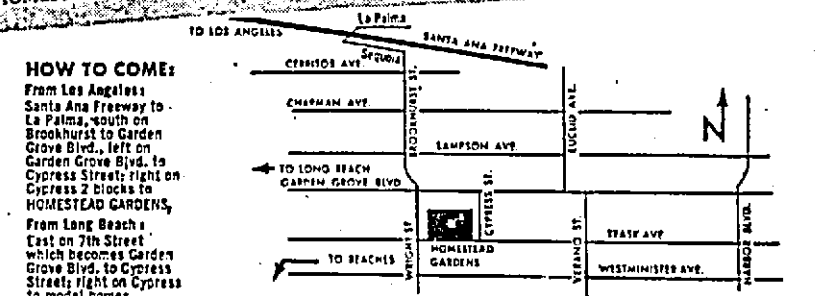 HOW TO COME:
From Los Angeles:
Santa Ana Freeway to
La Palma, south on
Brookhurst to Garden
Grove Blvd., left on
Garden Grove Blvd. to
Cypress Street; right on
Cypress 2 blocks to
HOMESTEAD GARDENS,
From Long Beach:
East on 7th Street
which becomes Garden
Grove Blvd. to Cypress
Street; right on Cypress
to model homes
La Palma
TO LOS ANGELES
SANTA ANA FREEWAY
SEQUOIA
CERRITOS AVE.
BROOKHURST ST.
EUCLID AVE.
CHAPMAN AVE.
N
LAMPSON AVE.
TO LONG BEACH
GARDEN GROVE BLVD
CYPRESS ST.
WRIGHT ST
HOMESTEAD
GARDENS
VERANO ST.
TRASK AVE
HARBOR BLVD.
TO BEACHES
WESTMINISTER AVE.